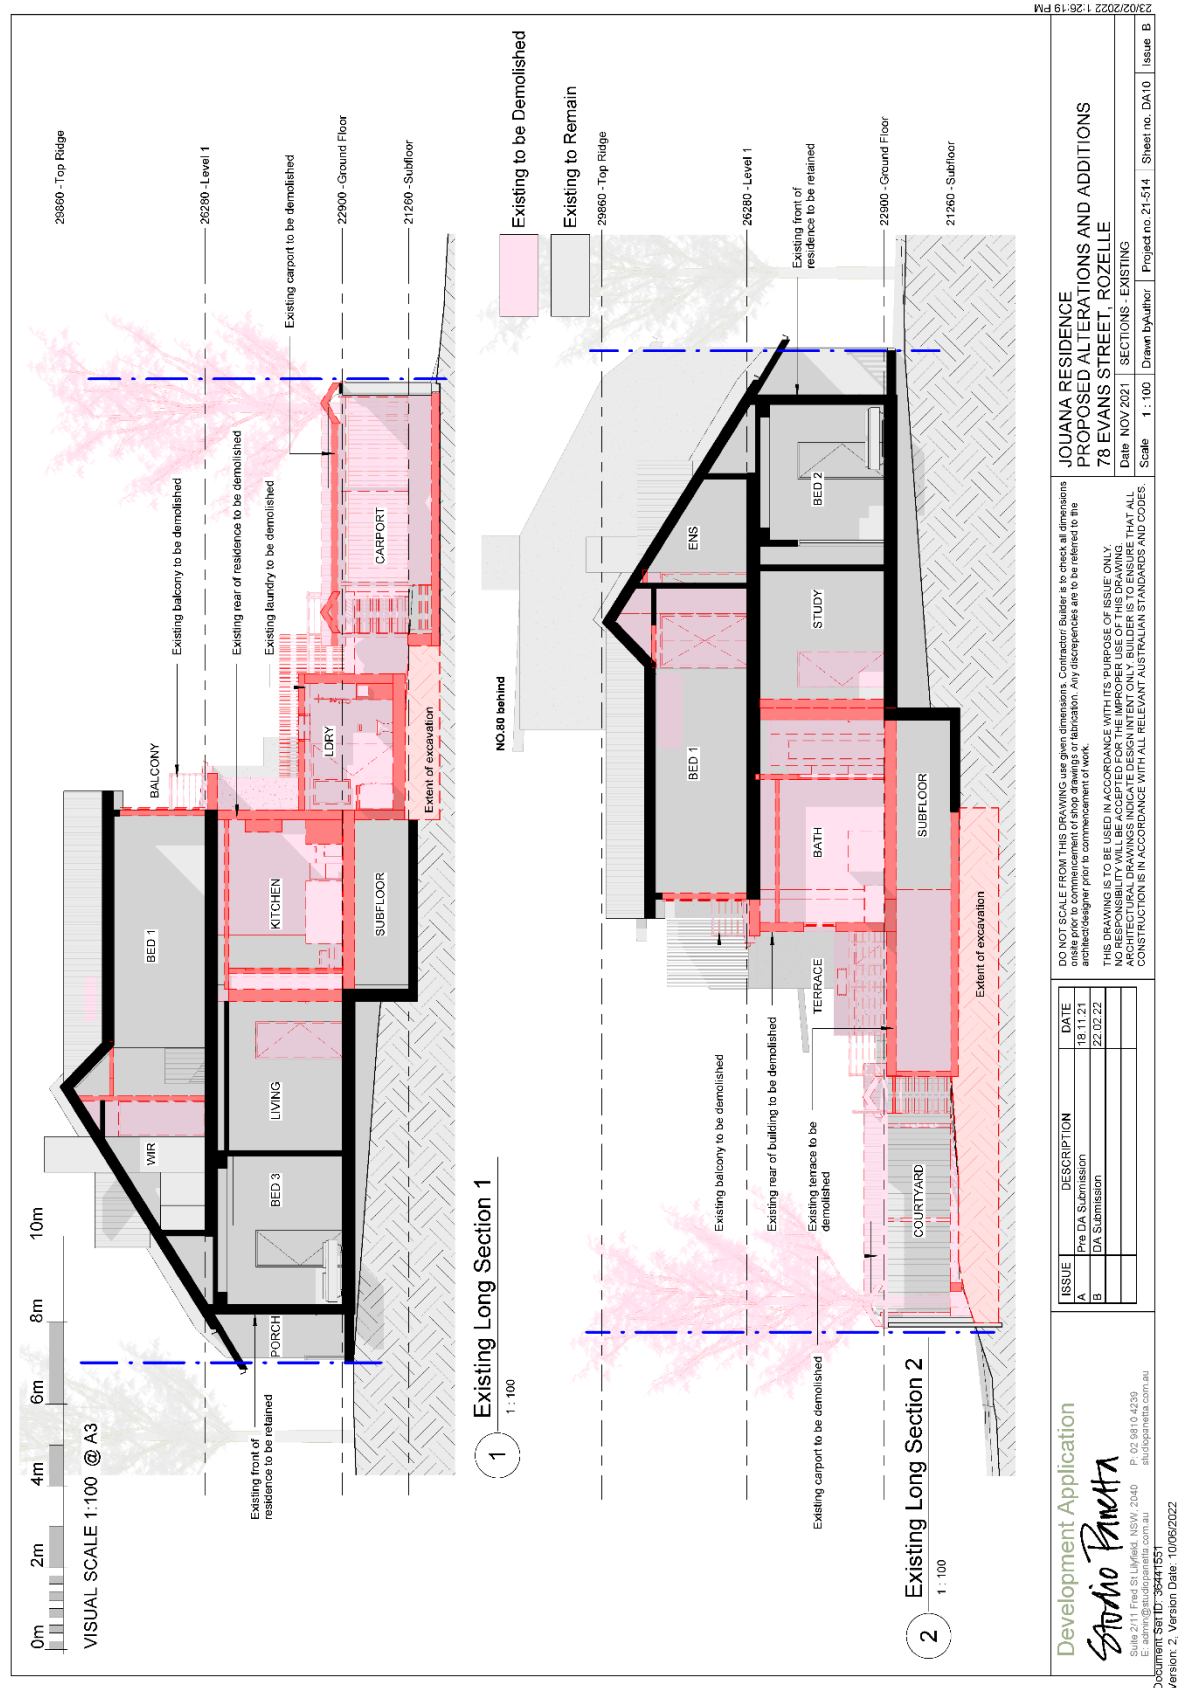 29860 - Top Ridge
26280 - Level 1
22900 - Ground Floor
21260 - Subfloor
Existing carport to be demolished
Existing balcony to be demolished
Existing rear of residence to be demolished
Existing laundry to be demolished
BALCONY
BED 1
WIR
KITCHEN
LIVING
BED 3
PORCH
SUBFLOOR
LDRY
CARPORT
Extent of excavation
Existing front of
residence to be retained
0m 2m 4m 6m 8m 10m
VISUAL SCALE 1:100 @ A3
1
Existing Long Section 1
1 : 100
Existing to be Demolished
Existing to Remain
29860 - Top Ridge
26280 - Level 1
22900 - Ground Floor
21260 - Subfloor
Existing front of
residence to be retained
NO.80 behind
ENS
BED 1
BED 2
STUDY
BATH
TERRACE
SUBFLOOR
COURTYARD
Extent of excavation
Existing balcony to be demolished
Existing rear of building to be demolished
Existing terrace to be
demolished
Existing carport to be demolished
2
Existing Long Section 2
1 : 100
Development Application
Studio Panetta
Suite 2/11 Fred St Lilyfield, NSW, 2040 P: 02 9810 4239
E: admin@studiopanetta.com.au studiopanetta.com.au
ISSUE DESCRIPTION DATE
A Pre DA Submission 18.11.21
B DA Submission 22.02.22
DO NOT SCALE FROM THIS DRAWING use given dimensions. Contractor/ Builder is to check all dimensions
onsite prior to commencement of shop drawings or fabrication. Any discrepencies are to be referred to the
architect/designer prior to commencement of work.
THIS DRAWING IS TO BE USED IN ACCORDANCE WITH ITS 'PURPOSE OF ISSUE' ONLY.
NO RESPONSIBILITY WILL BE ACCEPTED FOR THE IMPROPER USE OF THIS DRAWING.
ARCHITECTURAL DRAWINGS INDICATE DESIGN INTENT ONLY. BUILDER IS TO ENSURE THAT ALL
CONSTRUCTION IS IN ACCORDANCE WITH ALL RELEVANT AUSTRALIAN STANDARDS AND CODES.
JOUANA RESIDENCE
PROPOSED ALTERATIONS AND ADDITIONS
78 EVANS STREET, ROZELLE
Date NOV 2021 SECTIONS - EXISTING
Scale 1 : 100 Drawn by Author Project no. 21-514 Sheet no. DA10 Issue B
23/02/2022 1:26:19 PM
Document Set ID: 36441551
Version: 2, Version Date: 10/06/2022